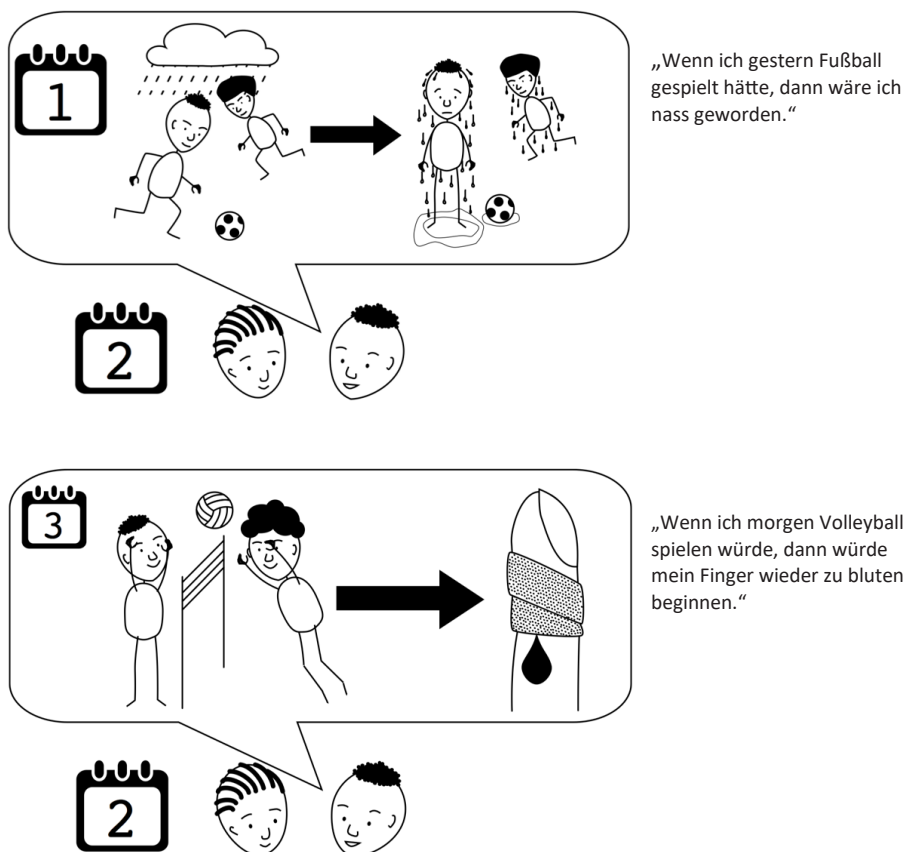 1
„Wenn ich gestern Fußball
gespielt hätte, dann wäre ich
nass geworden.“
2
3
„Wenn ich morgen Volleyball
spielen würde, dann würde
mein Finger wieder zu bluten
beginnen.“
2